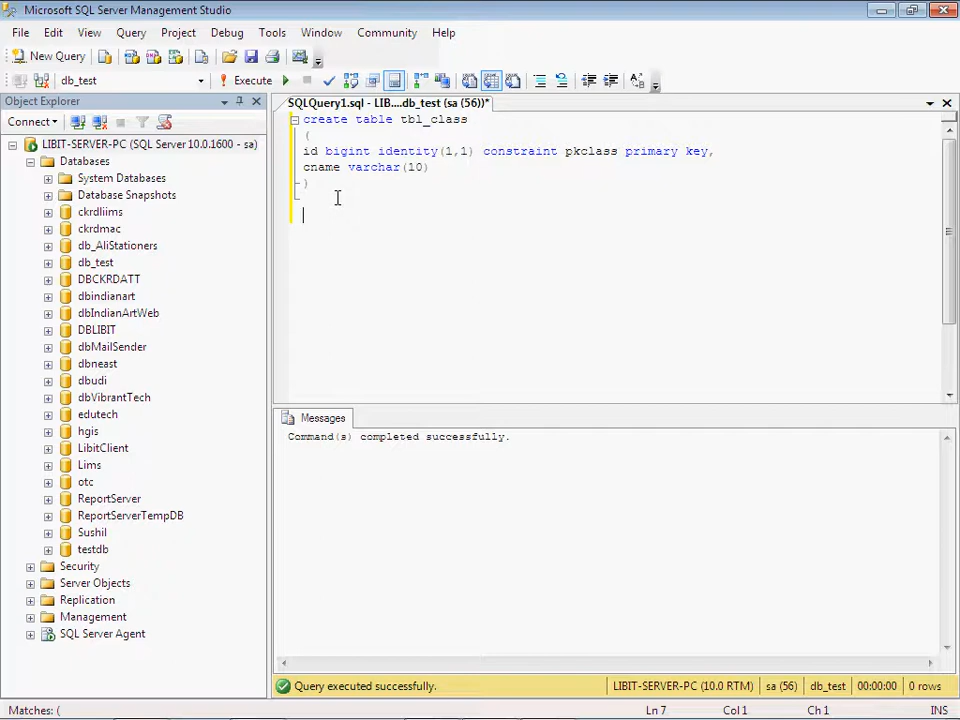 Microsoft SQL Server Management Studio
File Edit View Query Project Debug Tools Window Community Help
New Query
db_test Execute
Object Explorer
SQLQuery1.sql - LIB....db_test (sa (56))*
Connect
LIBIT-SERVER-PC (SQL Server 10.0.1600 - sa)
Databases
System Databases
Database Snapshots
ckrdliims
ckrdmac
db_AliStationers
db_test
DBCKRDATT
dbindianart
dbIndianArtWeb
DBLIBIT
dbMailSender
dbneast
dbudi
dbVibrantTech
edutech
hgis
LibitClient
Lims
otc
ReportServer
ReportServerTempDB
Sushil
testdb
Security
Server Objects
Replication
Management
SQL Server Agent
create table tbl_class
(
id bigint identity(1,1) constraint pkclass primary key,
cname varchar(10)
)
Messages
Command(s) completed successfully.
Query executed successfully. LIBIT-SERVER-PC (10.0 RTM) sa (56) db_test 00:00:00 0 rows
Matches: ( Ln 7 Col 1 Ch 1 INS